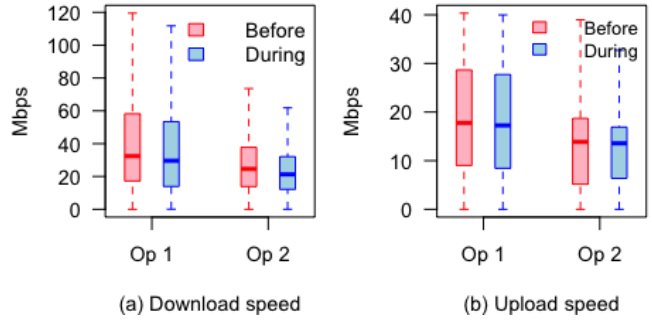 120
100
80
60
40
20
0
Mbps
Before
During
Op 1 Op 2
(a) Download speed
40
30
20
10
0
Mbps
Before
During
Op 1 Op 2
(b) Upload speed